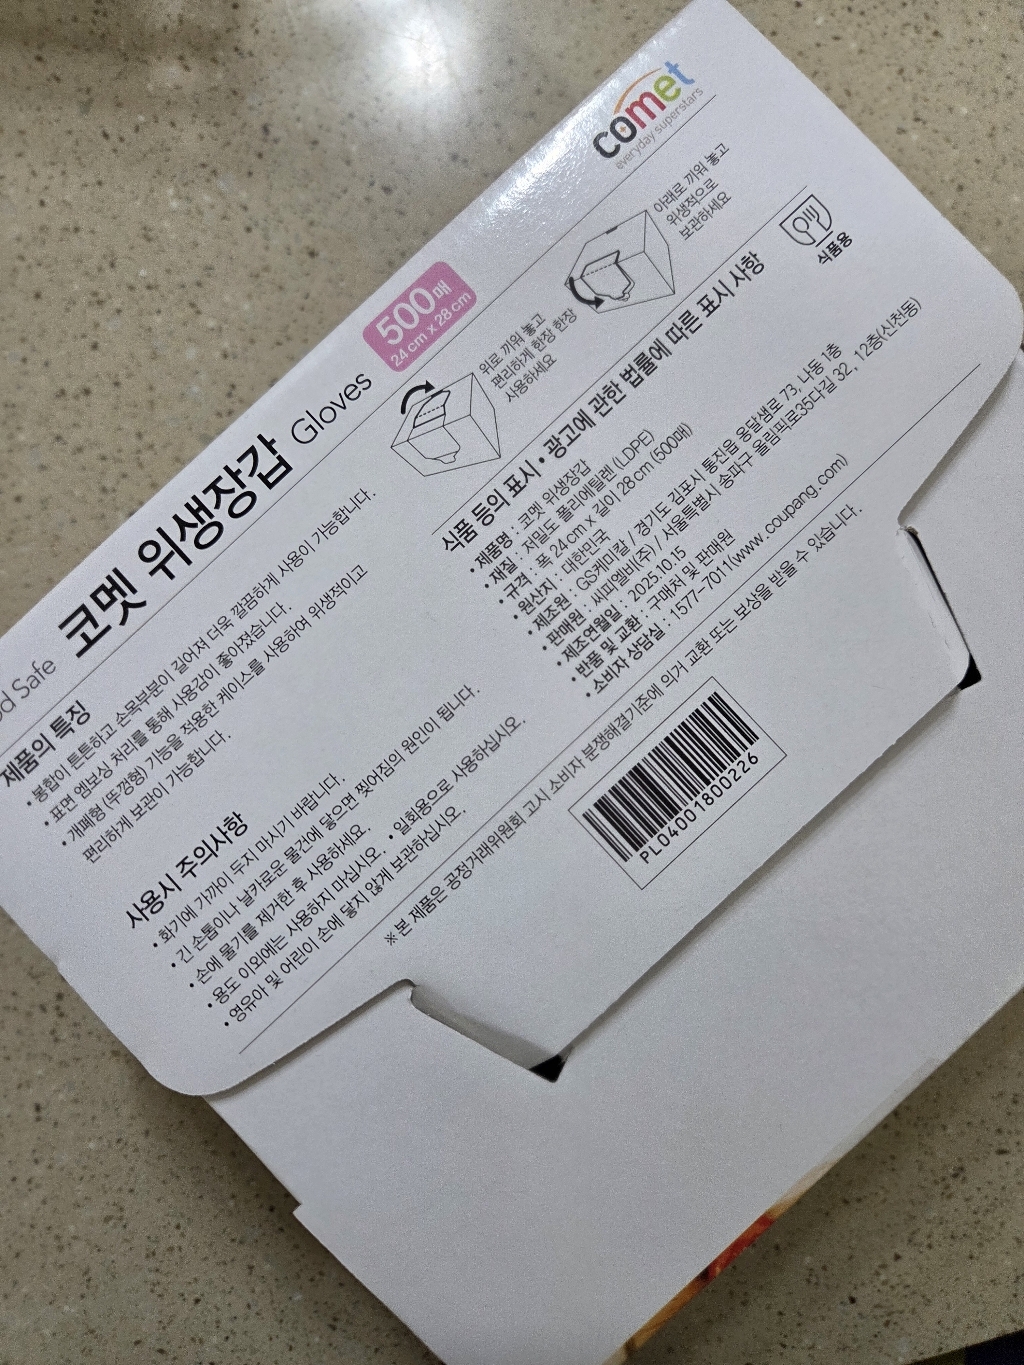 comet
everyday superstars
od Safe 코멧 위생장갑 Gloves
500매
24cm x 28cm
제품의 특징
• 봉합이 튼튼하고 손목부분이 길어져 더욱 깔끔하게 사용이 가능합니다.
• 표면 엠보싱 처리를 통해 사용감이 좋아졌습니다.
• 개폐형 (뚜껑형) 기능을 적용한 케이스를 사용하여 위생적이고
편리하게 보관이 가능합니다.
사용시 주의사항
• 화기에 가까이 두지 마시기 바랍니다.
• 긴 손톱이나 날카로운 물건에 닿으면 찢어짐의 원인이 됩니다.
• 손에 물기를 제거한 후 사용하세요.
• 용도 이외에는 사용하지 마십시오. • 일회용으로 사용하십시오.
• 영유아 및 어린이 손에 닿지 않게 보관하십시오.
위로 끼워 놓고
편리하게 한장 한장
사용하세요
아래로 끼워 놓고
위생적으로
보관하세요
식품 등의 표시 • 광고에 관한 법률에 따른 표시 사항
식품용
• 제품명 : 코멧 위생장갑
• 재질 : 저밀도 폴리에틸렌 (LDPE)
• 규격 : 폭 24cm x 길이 28cm (500매)
• 원산지 : 대한민국
• 제조원 : GS케미칼 / 경기도 김포시 통진읍 옹달샘로 73, 나동 1층
• 판매원 : 씨피엘비(주) / 서울특별시 송파구 올림픽로35다길 32, 12층(신천동)
• 제조연월일 : 2025.10.15
• 반품 및 교환 : 구매처 및 판매원
• 소비자 상담실 : 1577-7011(www.coupang.com)
※ 본 제품은 공정거래위원회 고시 소비자 분쟁해결기준에 의거 교환 또는 보상을 받을 수 있습니다.
PL04001800226